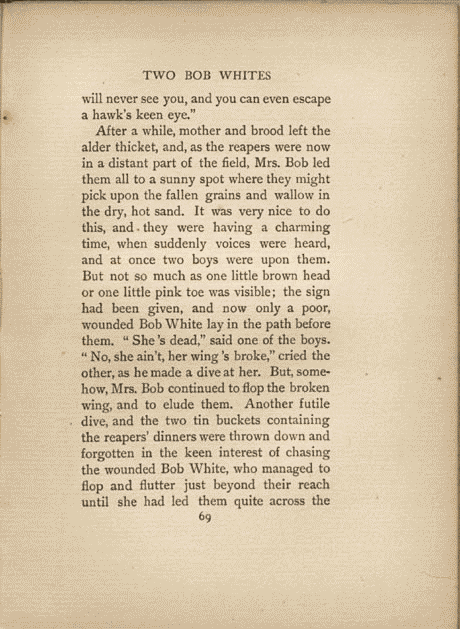 TWO BOB WHITES
will never see you, and you can even escape
a hawk's keen eye."
After a while, mother and brood left the
alder thicket, and, as the reapers were now
in a distant part of the field, Mrs. Bob led
them all to a sunny spot where they might
pick upon the fallen grains and wallow in
the dry, hot sand. It was very nice to do
this, and they were having a charming
time, when suddenly voices were heard,
and at once two boys were upon them.
But not so much as one little brown head
or one little pink toe was visible; the sign
had been given, and now only a poor,
wounded Bob White lay in the path before
them. "She's dead," said one of the boys.
"No, she ain't, her wing 's broke," cried the
other, as he made a dive at her. But, some-
how, Mrs. Bob continued to flop the broken
wing, and to elude them. Another futile
dive, and the two tin buckets containing
the reapers' dinners were thrown down and
forgotten in the keen interest of chasing
the wounded Bob White, who managed to
flop and flutter just beyond their reach
until she had led them quite across the
69